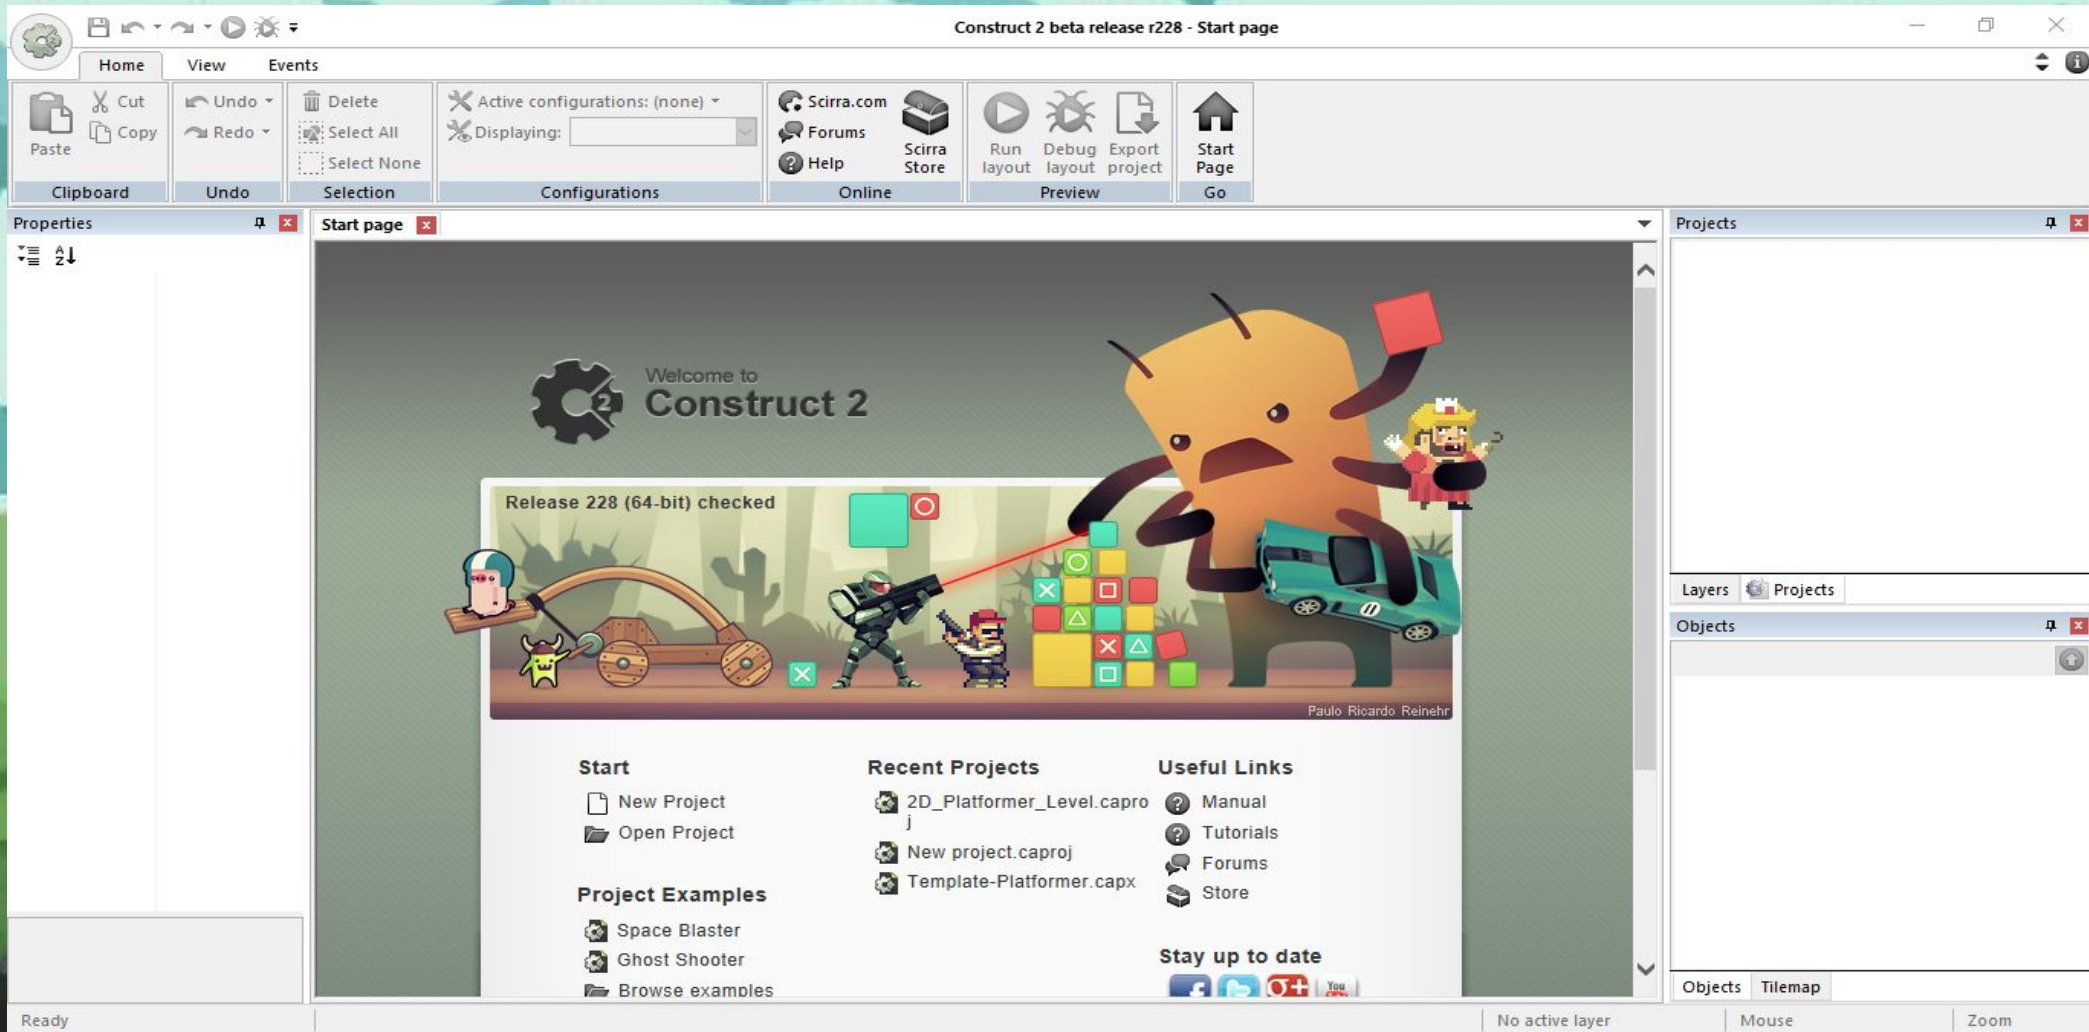 Construct 2 beta release r228 - Start page
Home View Events
Paste
Cut
Copy
Clipboard
Undo
Redo
Undo
Delete
Select All
Select None
Selection
Active configurations: (none)
Displaying:
Configurations
Scirra.com
Forums
Help
Scirra
Store
Online
Run
layout
Debug
layout
Export
project
Preview
Start
Page
Go
Properties
Start page
Welcome to
Construct 2
Release 228 (64-bit) checked
Paulo Ricardo Reinehr
Start
New Project
Open Project
Project Examples
Space Blaster
Ghost Shooter
Browse examples
Recent Projects
2D_Platformer_Level.capro
j
New project.caproj
Template-Platformer.capx
Useful Links
Manual
Tutorials
Forums
Store
Stay up to date
You
Projects
Layers Projects
Objects
Objects Tilemap
Ready No active layer Mouse Zoom